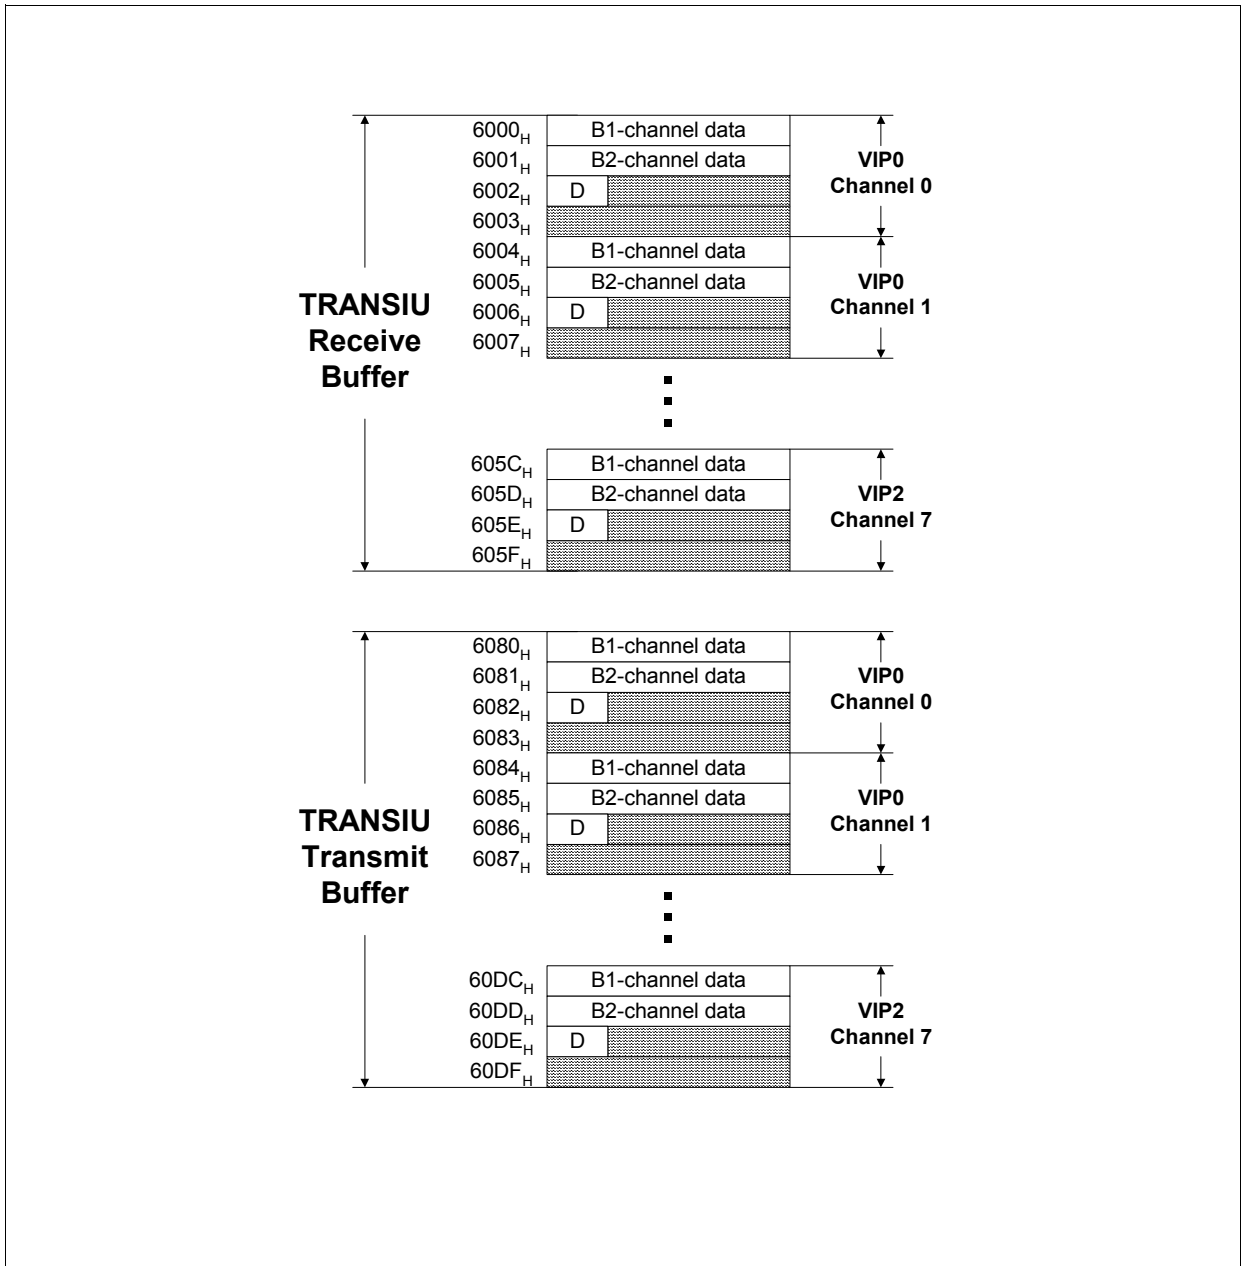 6000H B1-channel data
6001H B2-channel data
VIP0
Channel 0
6002H D
6003H
6004H B1-channel data
6005H B2-channel data
VIP0
Channel 1
6006H D
6007H
TRANSIU
Receive
Buffer
605CH B1-channel data
605DH B2-channel data
VIP2
Channel 7
605EH D
605FH
6080H B1-channel data
6081H B2-channel data
VIP0
Channel 0
6082H D
6083H
6084H B1-channel data
6085H B2-channel data
VIP0
Channel 1
6086H D
6087H
TRANSIU
Transmit
Buffer
60DCH B1-channel data
60DDH B2-channel data
VIP2
Channel 7
60DEH D
60DFH